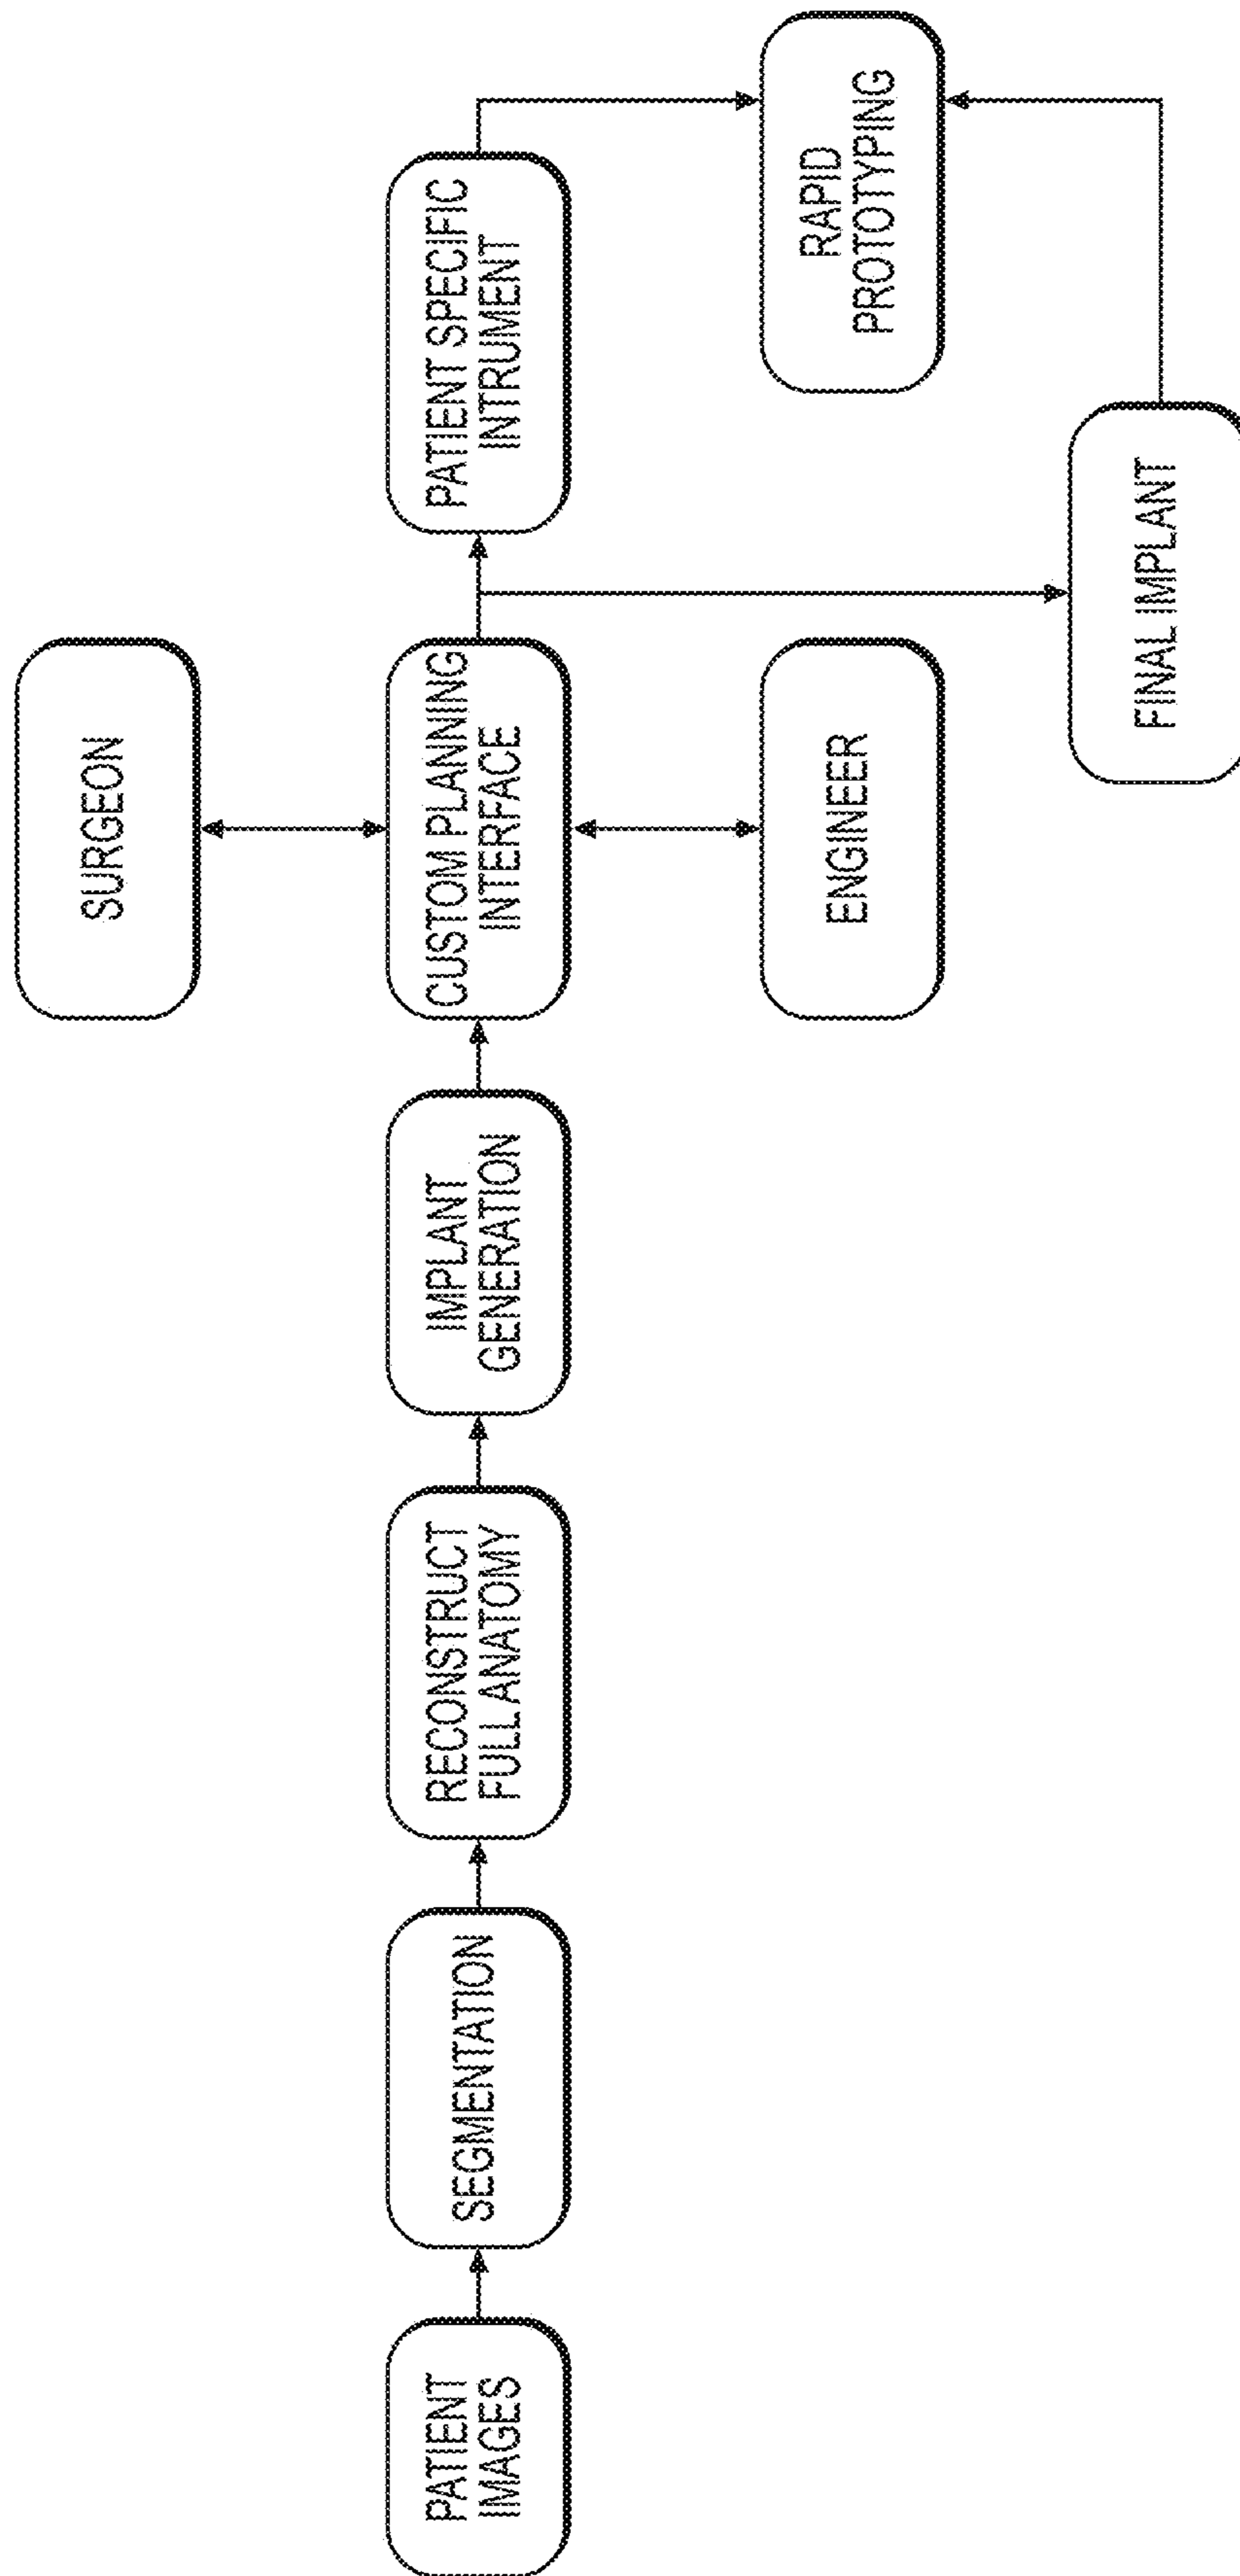 PATIENT
IMAGES
SEGMENTATION
RECONSTRUCT
FULL ANATOMY
IMPLANT
GENERATION
SURGEON
CUSTOM PLANNING
INTERFACE
ENGINEER
PATIENT SPECIFIC
INTRUMENT
RAPID
PROTOTYPING
FINAL IMPLANT